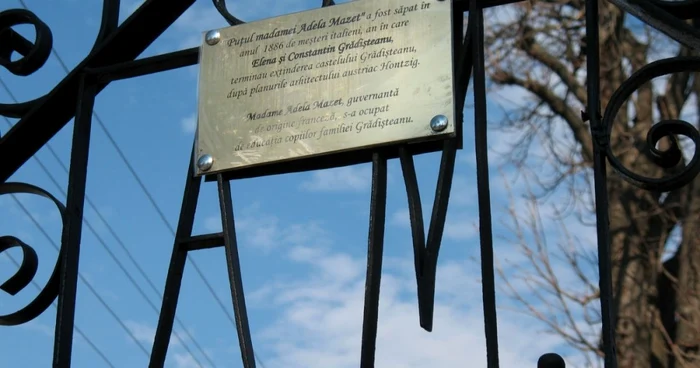 "Puțul madamei Adela Mazet" a fost săpat în
anul 1886 de meșteri italieni, an în care
Elena și Constantin Grădișteanu,
terminau extinderea castelului Grădișteanu,
după planurile arhitectului austriac Hontzig.
Madame Adela Mazet, guvernantă
de origine franceză, s-a ocupat
de educația copiilor familiei Grădișteanu.